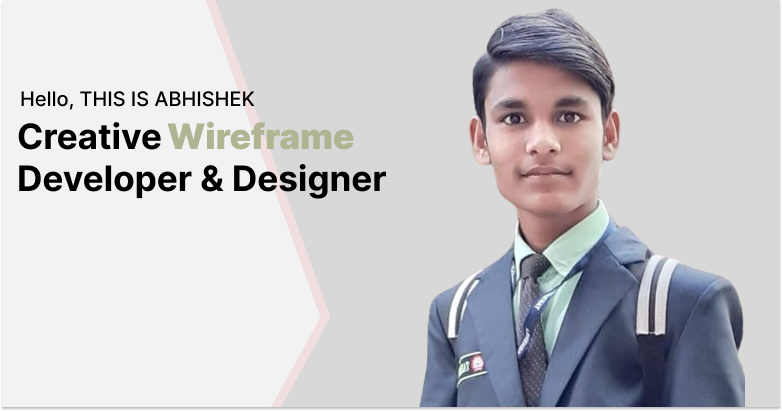 Hello, THIS IS ABHISHEK
Creative Wireframe
Developer & Designer